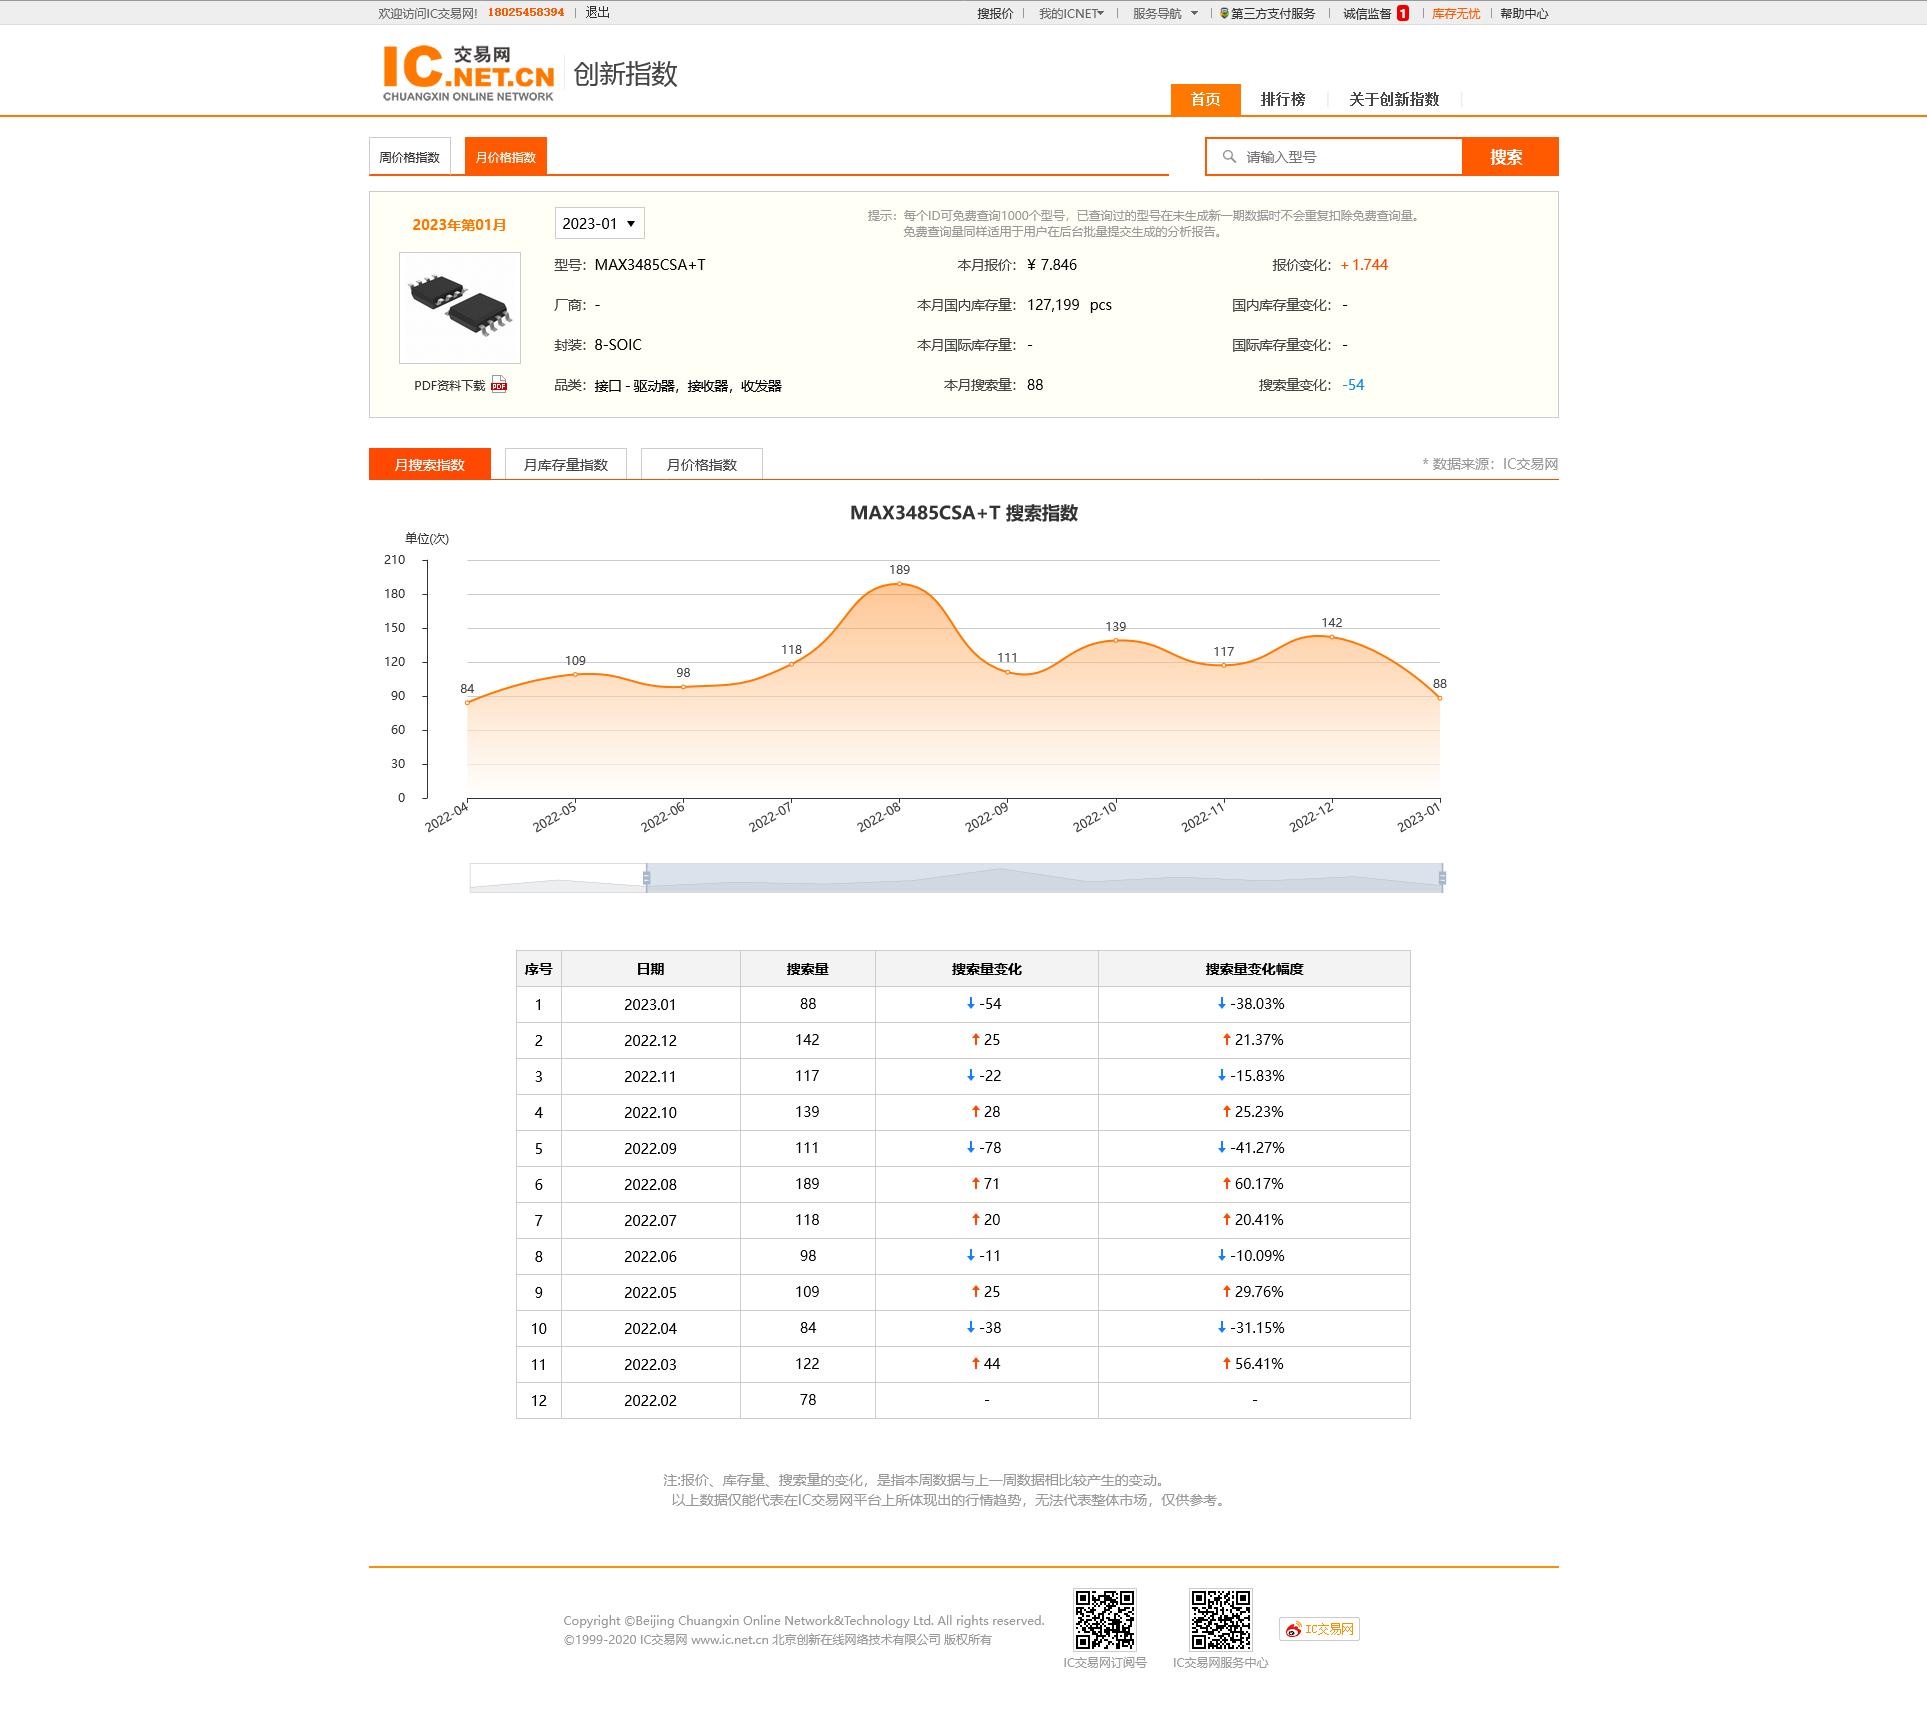 欢迎访问IC交易网! 18025458394 退出 搜报价 我的ICNET 服务导航 第三方支付服务 诚信监督 1 库存无忧 帮助中心
IC 交易网 .NET.CN
CHUANGXIN ONLINE NETWORK
创新指数
首页 排行榜 关于创新指数
周价格指数 月价格指数 请输入型号 搜索
2023年第01月 2023-01
提示：每个ID可免费查询1000个型号，已查询过的型号在未生成新一期数据时不会重复扣除免费查询量。
免费查询量同样适用于用户在后台批量提交生成的分析报告。
型号：MAX3485CSA+T 本月报价：¥ 7.846 报价变化：+ 1.744
厂商：- 本月国内库存量：127,199 pcs 国内库存量变化：-
封装：8-SOIC 本月国际库存量：- 国际库存量变化：-
PDF资料下载 PDF
品类：接口 - 驱动器，接收器，收发器 本月搜索量：88 搜索量变化：-54
月搜索指数 月库存量指数 月价格指数 * 数据来源：IC交易网
MAX3485CSA+T 搜索指数
单位(次)
210
180
150
120
90
60
30
0
84 109 98 118 189 111 139 117 142 88
2022-04 2022-05 2022-06 2022-07 2022-08 2022-09 2022-10 2022-11 2022-12 2023-01
序号 日期 搜索量 搜索量变化 搜索量变化幅度
1 2023.01 88 ↓ -54 ↓ -38.03%
2 2022.12 142 ↑ 25 ↑ 21.37%
3 2022.11 117 ↓ -22 ↓ -15.83%
4 2022.10 139 ↑ 28 ↑ 25.23%
5 2022.09 111 ↓ -78 ↓ -41.27%
6 2022.08 189 ↑ 71 ↑ 60.17%
7 2022.07 118 ↑ 20 ↑ 20.41%
8 2022.06 98 ↓ -11 ↓ -10.09%
9 2022.05 109 ↑ 25 ↑ 29.76%
10 2022.04 84 ↓ -38 ↓ -31.15%
11 2022.03 122 ↑ 44 ↑ 56.41%
12 2022.02 78 - -
注:报价、库存量、搜索量的变化，是指本周数据与上一周数据相比较产生的变动。
以上数据仅能代表在IC交易网平台上所体现出的行情趋势，无法代表整体市场，仅供参考。
Copyright ©Beijing Chuangxin Online Network&Technology Ltd. All rights reserved.
©1999-2020 IC交易网 www.ic.net.cn 北京创新在线网络技术有限公司 版权所有
IC交易网订阅号 IC交易网服务中心 IC交易网